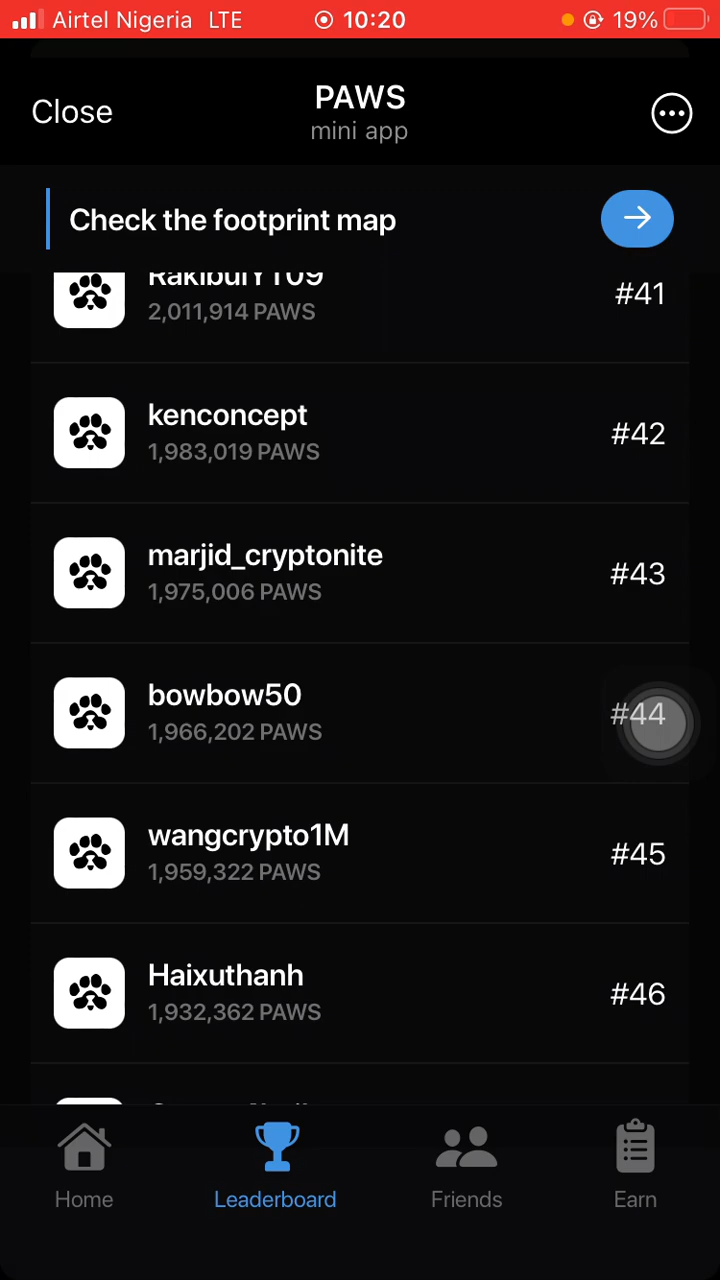 Airtel Nigeria LTE 10:20 19%
Close
PAWS
mini app
Check the footprint map
2,011,914 PAWS
#41
kenconcept
1,983,019 PAWS
#42
marjid_cryptonite
1,975,006 PAWS
#43
bowbow50
1,966,202 PAWS
#44
wangcrypto1M
1,959,322 PAWS
#45
Haixuthanh
1,932,362 PAWS
#46
Home
Leaderboard
Friends
Earn